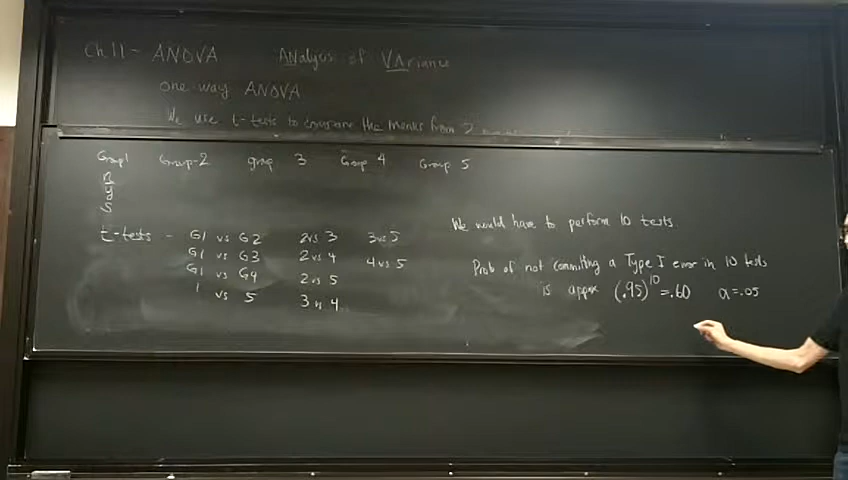 Ch. 11 - ANOVA   ANalysis of VAriance
one way ANOVA
We use t-tests to compare the means from 2
Group 1   Group 2   group 3   Group 4   Group 5
n
ȳ
S
t-tests - G1 vs G2   2 vs 3   3 vs 5
G1 vs G3   2 vs 4   4 vs 5
G1 vs G4   2 vs 5
1 vs 5   3 vs 4
We would have to perform 10 tests.
Prob of not committing a Type I error in 10 tests
is approx (.95)^10 = .60   α = .05